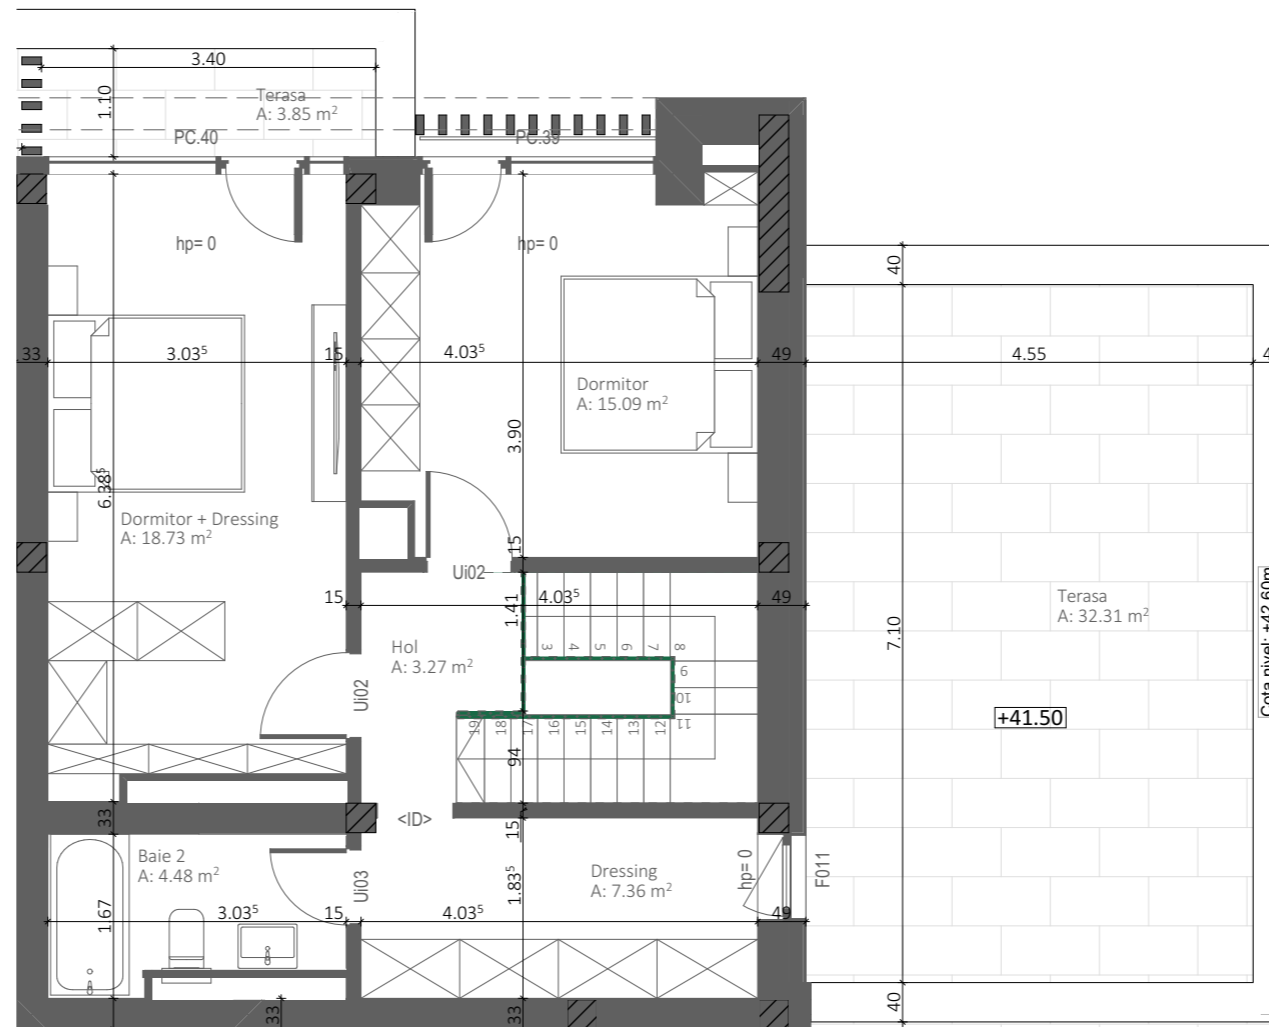 3.40
1.10
Terasa
A: 3.85 m²
PC.40
PC.39
hp= 0
hp= 0
40
33
3.03⁵
15
4.03⁵
49
4.55
4
Dormitor
A: 15.09 m²
3.90
6.38⁵
Dormitor + Dressing
A: 18.73 m²
15
Ui02
15
4.03⁵
49
1.41
Terasa
A: 32.31 m²
7.10
Cota nivel: +42.60m
Hol
A: 3.27 m²
3
4
5
6
7
8
9
10
11
Ui02
+41.50
19
18
17
16
15
14
13
12
94
33
<ID>
15
Baie 2
A: 4.48 m²
Ui03
Dressing
A: 7.36 m²
hp= 0
F011
1.67
3.03⁵
15
4.03⁵
1.83⁵
49
33
33
40